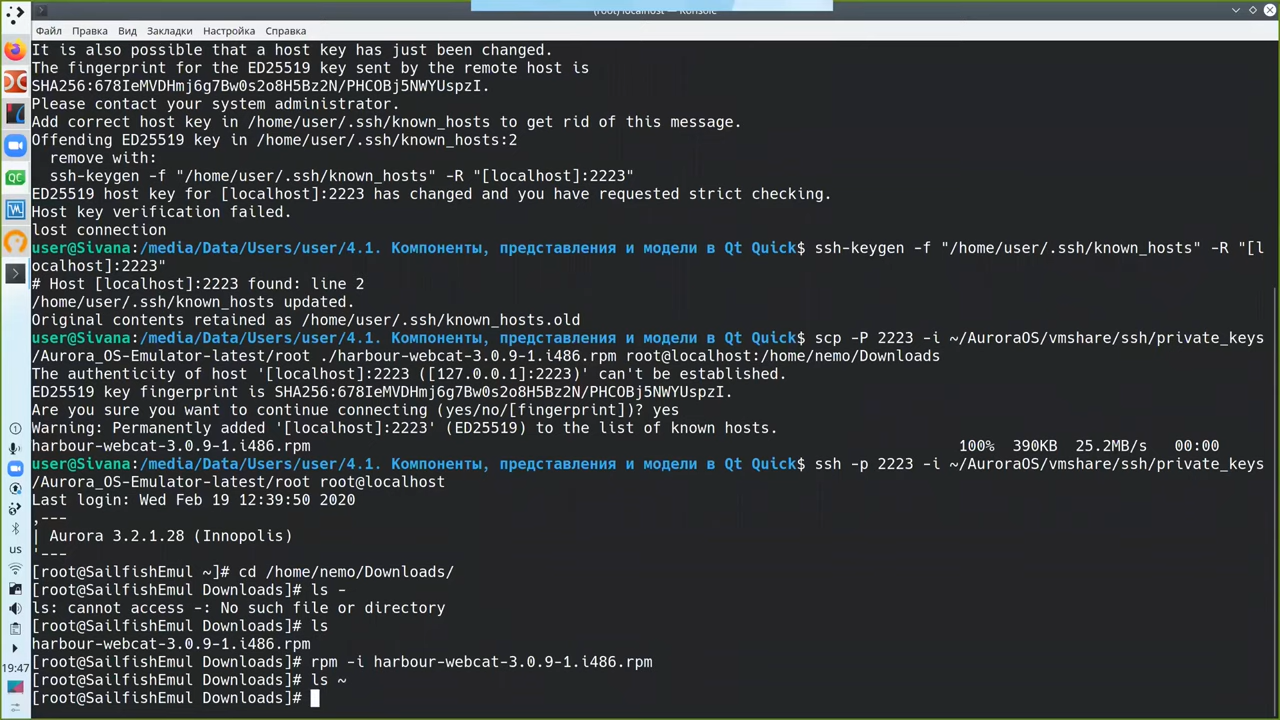 (root) localhost — Konsole
Файл Правка Вид Закладки Настройка Справка
It is also possible that a host key has just been changed.
The fingerprint for the ED25519 key sent by the remote host is
SHA256:678IeMVDHmj6g7Bw0s2o8H5Bz2N/PHCOBj5NWYUspzI.
Please contact your system administrator.
Add correct host key in /home/user/.ssh/known_hosts to get rid of this message.
Offending ED25519 key in /home/user/.ssh/known_hosts:2
  remove with:
  ssh-keygen -f "/home/user/.ssh/known_hosts" -R "[localhost]:2223"
ED25519 host key for [localhost]:2223 has changed and you have requested strict checking.
Host key verification failed.
lost connection
user@Sivana:/media/Data/Users/user/4.1. Компоненты, представления и модели в Qt Quick$ ssh-keygen -f "/home/user/.ssh/known_hosts" -R "[l
ocalhost]:2223"
# Host [localhost]:2223 found: line 2
/home/user/.ssh/known_hosts updated.
Original contents retained as /home/user/.ssh/known_hosts.old
user@Sivana:/media/Data/Users/user/4.1. Компоненты, представления и модели в Qt Quick$ scp -P 2223 -i ~/AuroraOS/vmshare/ssh/private_keys
/Aurora_OS-Emulator-latest/root ./harbour-webcat-3.0.9-1.i486.rpm root@localhost:/home/nemo/Downloads
The authenticity of host '[localhost]:2223 ([127.0.0.1]:2223)' can't be established.
ED25519 key fingerprint is SHA256:678IeMVDHmj6g7Bw0s2o8H5Bz2N/PHCOBj5NWYUspzI.
Are you sure you want to continue connecting (yes/no/[fingerprint])? yes
Warning: Permanently added '[localhost]:2223' (ED25519) to the list of known hosts.
harbour-webcat-3.0.9-1.i486.rpm 100% 390KB 25.2MB/s 00:00
user@Sivana:/media/Data/Users/user/4.1. Компоненты, представления и модели в Qt Quick$ ssh -p 2223 -i ~/AuroraOS/vmshare/ssh/private_keys
/Aurora_OS-Emulator-latest/root root@localhost
Last login: Wed Feb 19 12:39:50 2020
,---
| Aurora 3.2.1.28 (Innopolis)
'---
[root@SailfishEmul ~]# cd /home/nemo/Downloads/
[root@SailfishEmul Downloads]# ls -
ls: cannot access -: No such file or directory
[root@SailfishEmul Downloads]# ls
harbour-webcat-3.0.9-1.i486.rpm
[root@SailfishEmul Downloads]# rpm -i harbour-webcat-3.0.9-1.i486.rpm
[root@SailfishEmul Downloads]# ls ~
[root@SailfishEmul Downloads]#
QC
us
19:47